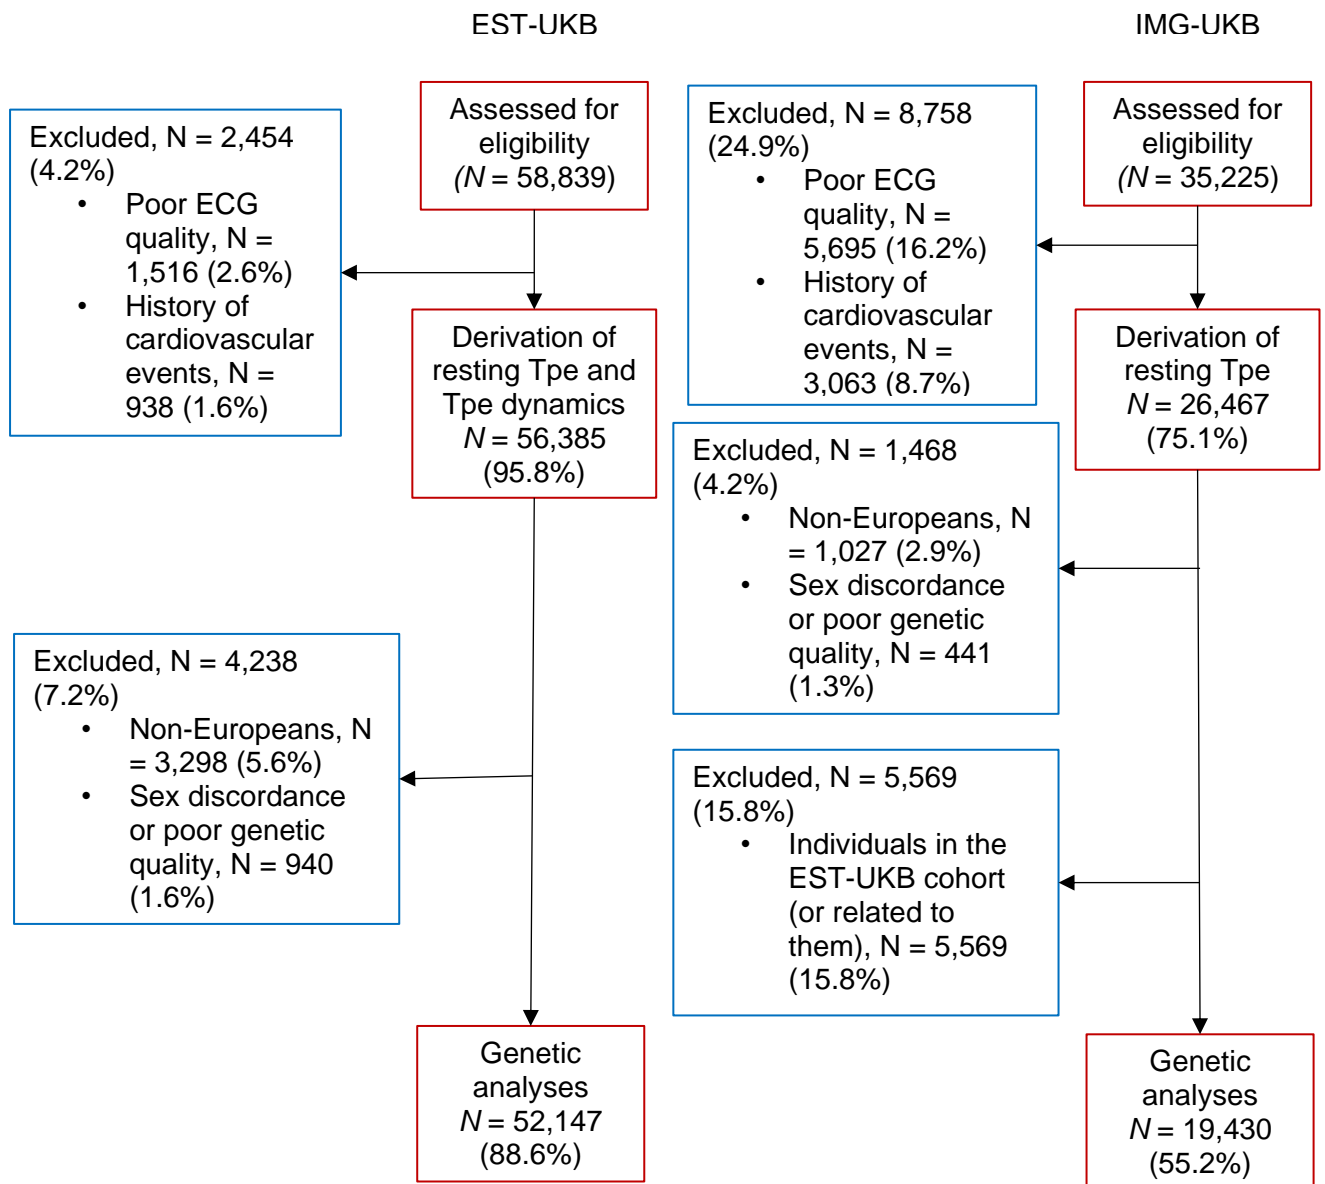 EST-UKB
Assessed for
eligibility
(N = 58,839)
Excluded, N = 2,454
(4.2%)
• Poor ECG
quality, N =
1,516 (2.6%)
• History of
cardiovascular
events, N =
938 (1.6%)
Derivation of
resting Tpe and
Tpe dynamics
N = 56,385
(95.8%)
Excluded, N = 4,238
(7.2%)
• Non-Europeans, N
= 3,298 (5.6%)
• Sex discordance
or poor genetic
quality, N = 940
(1.6%)
Genetic
analyses
N = 52,147
(88.6%)
IMG-UKB
Assessed for
eligibility
(N = 35,225)
Excluded, N = 8,758
(24.9%)
• Poor ECG
quality, N =
5,695 (16.2%)
• History of
cardiovascular
events, N =
3,063 (8.7%)
Derivation of
resting Tpe
N = 26,467
(75.1%)
Excluded, N = 1,468
(4.2%)
• Non-Europeans, N
= 1,027 (2.9%)
• Sex discordance
or poor genetic
quality, N = 441
(1.3%)
Excluded, N = 5,569
(15.8%)
• Individuals in the
EST-UKB cohort
(or related to
them), N = 5,569
(15.8%)
Genetic
analyses
N = 19,430
(55.2%)